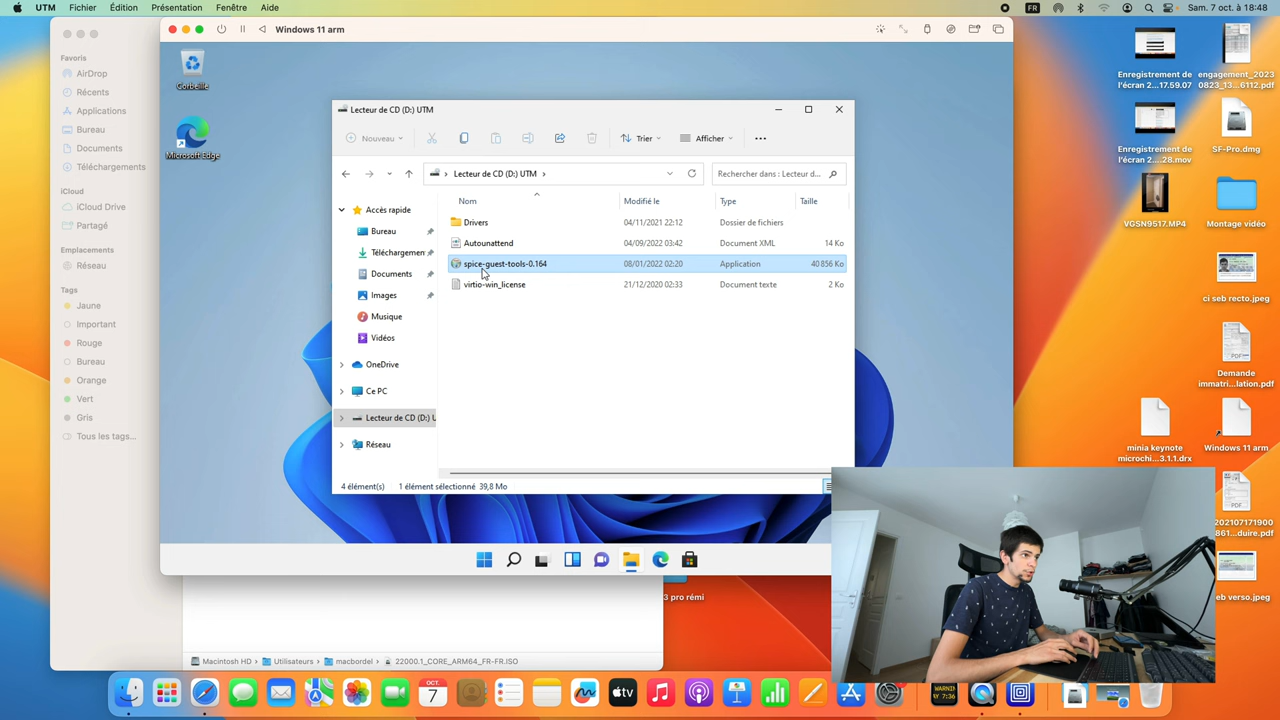 UTM Fichier Édition Présentation Fenêtre Aide
FR Sam. 7 oct. à 18:48
Windows 11 arm
Favoris
AirDrop
Récents
Applications
Bureau
Documents
Téléchargements
iCloud
iCloud Drive
Partagé
Emplacements
Réseau
Tags
Jaune
Important
Rouge
Bureau
Orange
Vert
Gris
Tous les tags...
Corbeille
Microsoft Edge
Lecteur de CD (D:) UTM
Nouveau Trier Afficher
Lecteur de CD (D:) UTM
Rechercher dans : Lecteur d...
Accès rapide
Bureau
Téléchargemen
Documents
Images
Musique
Vidéos
OneDrive
Ce PC
Lecteur de CD (D:) U
Réseau
Nom Modifié le Type Taille
Drivers 04/11/2021 22:12 Dossier de fichiers
Autounattend 04/09/2022 03:42 Document XML 14 Ko
spice-guest-tools-0.164 08/01/2022 02:20 Application 40 856 Ko
virtio-win_license 21/12/2020 02:33 Document texte 2 Ko
4 élément(s) 1 élément sélectionné 39,8 Mo
Enregistrement de
l'écran 2...17.59.07
engagement_2023
0823_13...6112.pdf
Enregistrement de
l'écran 2....28.mov
SF-Pro.dmg
VGSN9517.MP4
Montage vidéo
ci seb recto.jpeg
PDF
Demande
immatri...lation.pdf
minia keynote
microchi...3.1.1.drx
Windows 11 arm
PDF
202107171900
861...duire.pdf
eb verso.jpeg
3 pro rémi
Macintosh HD Utilisateurs macbordel 22000.1_CORE_ARM64_FR-FR.ISO
OCT.
7
tv
WARNIN